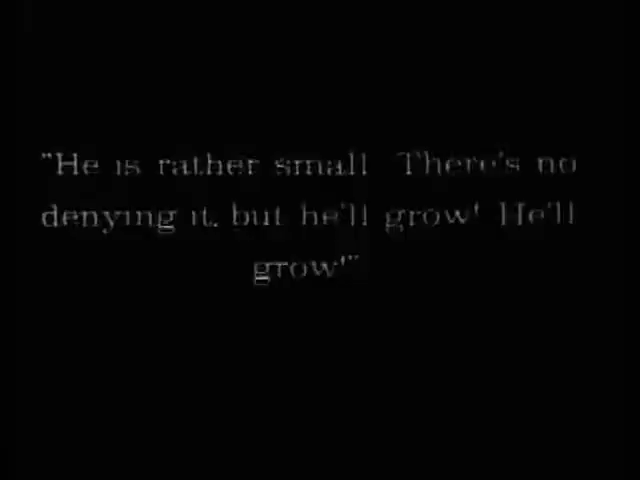 "He is rather small. There's no
denying it, but he'll grow! He'll
grow!"